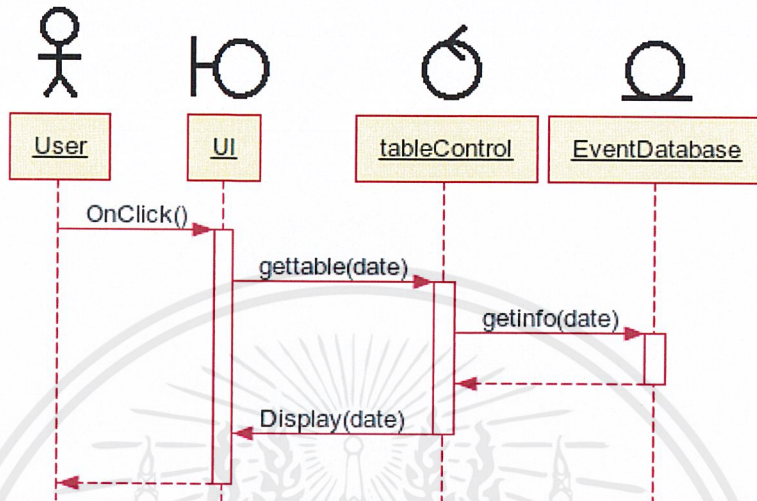 User
UI
tableControl
EventDatabase
OnClick()
gettable(date)
getinfo(date)
Display(date)